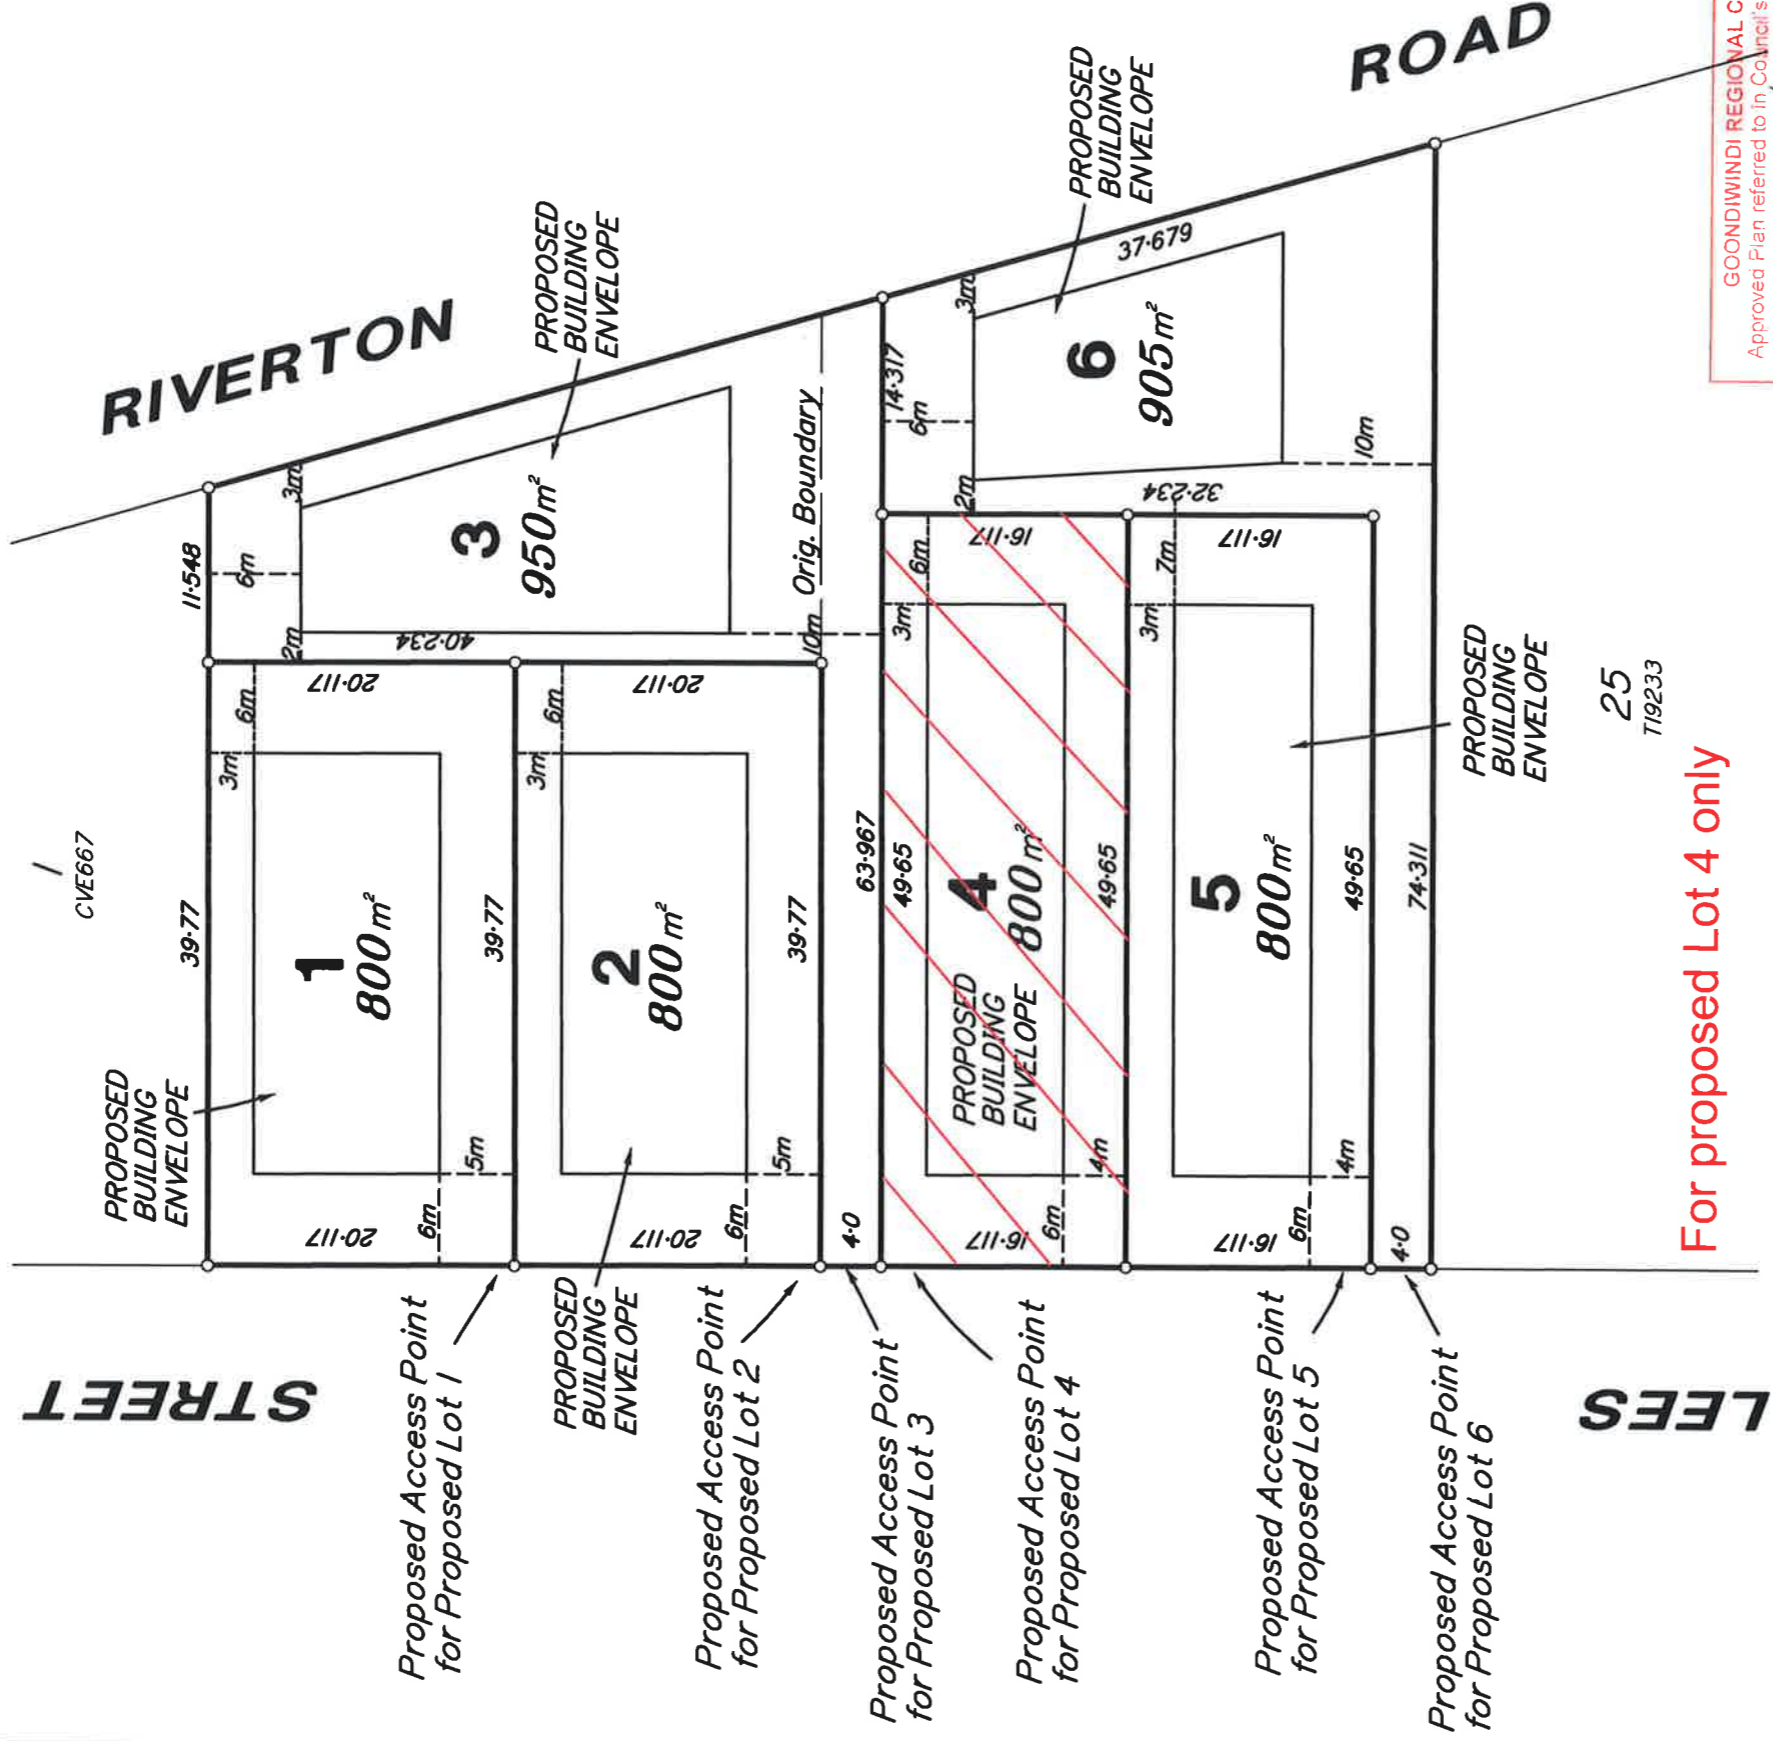 RIVERTON
ROAD
GOONDIWINDI REGIONAL C
Approved Plan referred to in Council's
1
CVE667
PROPOSED
BUILDING
ENVELOPE
39·77
11·548
6m
3m
2m
40·234
3
950m²
PROPOSED
BUILDING
ENVELOPE
Orig. Boundary
10m
20·117
6m
3m
1
800m²
5m
6m
20·117
39·77
20·117
6m
3m
2
800m²
5m
6m
20·117
PROPOSED
BUILDING
ENVELOPE
39·77
4·0
63·967
14·317
6m
3m
2m
32·234
6
905m²
37·679
PROPOSED
BUILDING
ENVELOPE
10m
49·65
16·117
6m
3m
4
800m²
PROPOSED
BUILDING
ENVELOPE
4m
6m
16·117
49·65
16·117
7m
3m
5
800m²
4m
6m
16·117
49·65
PROPOSED
BUILDING
ENVELOPE
4·0
74·311
25
T19233
For proposed Lot 4 only
STREET
LEES
Proposed Access Point
for Proposed Lot 1
Proposed Access Point
for Proposed Lot 2
Proposed Access Point
for Proposed Lot 3
Proposed Access Point
for Proposed Lot 4
Proposed Access Point
for Proposed Lot 5
Proposed Access Point
for Proposed Lot 6